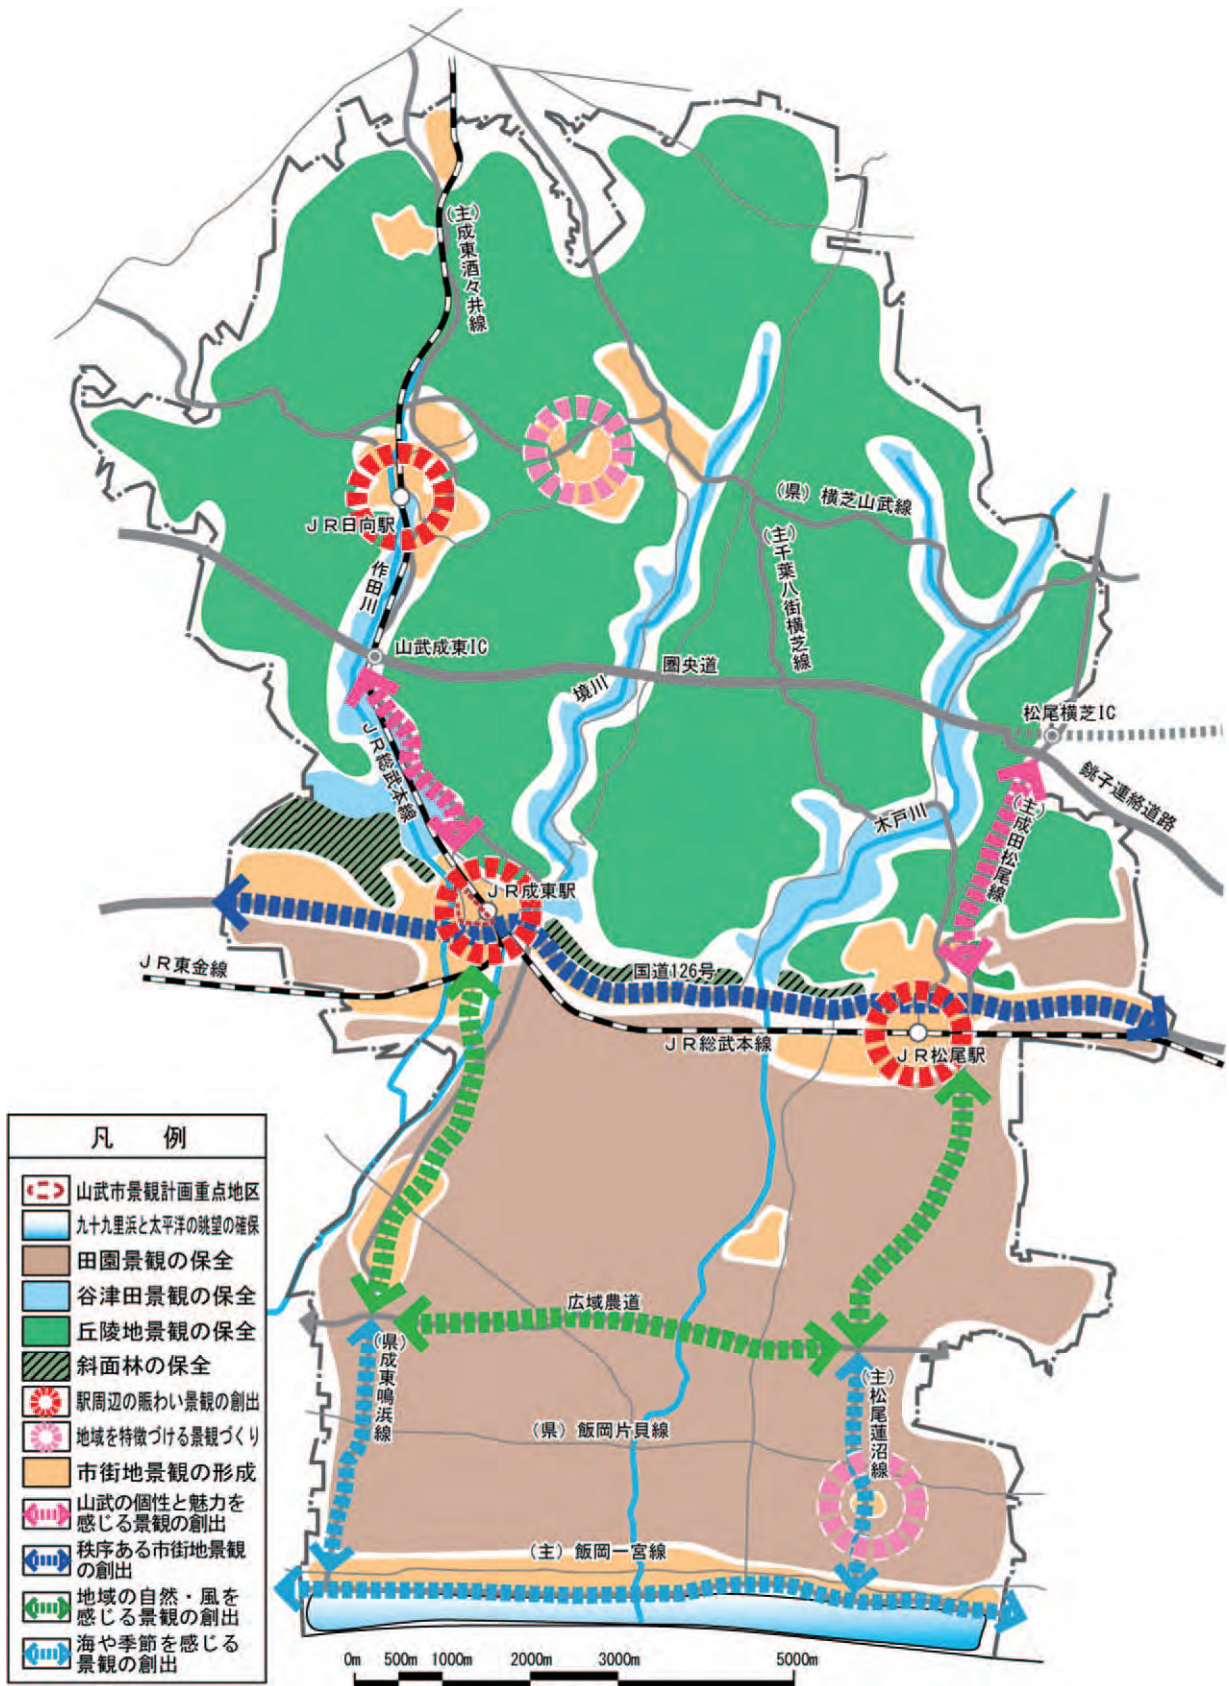 (主)成東酒々井線
JR日向駅
(県)横芝山武線
(主)千葉八街横芝線
作田川
山武成東IC
圏央道
境川
松尾横芝IC
JR総武本線
銚子連絡道路
木戸川
(主)成田松尾線
JR成東駅
JR東金線
国道126号
JR総武本線
JR松尾駅
広域農道
(県)成東鳴浜線
(主)松尾蓮沼線
(県)飯岡片貝線
(主)飯岡一宮線
凡　例
山武市景観計画重点地区
九十九里浜と太平洋の眺望の確保
田園景観の保全
谷津田景観の保全
丘陵地景観の保全
斜面林の保全
駅周辺の賑わい景観の創出
地域を特徴づける景観づくり
市街地景観の形成
山武の個性と魅力を
感じる景観の創出
秩序ある市街地景観
の創出
地域の自然・風を
感じる景観の創出
海や季節を感じる
景観の創出
0m 500m 1000m 2000m 3000m 5000m